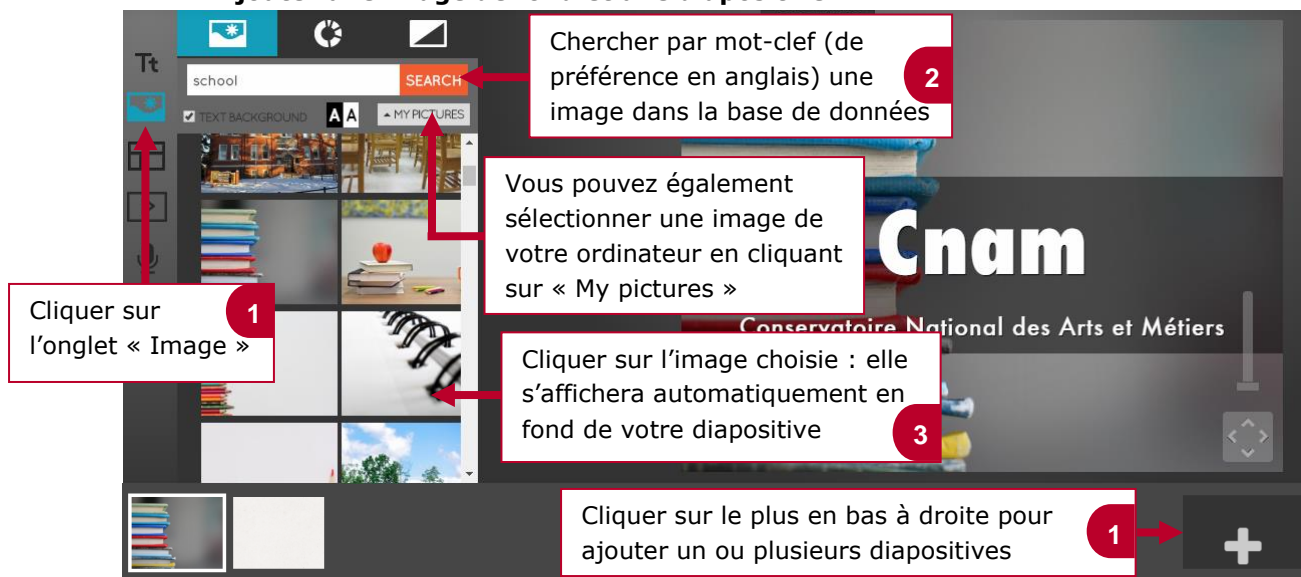 une image de
Tt
school
SEARCH
TEXT BACKGROUND
A A
MY PICTURES
Chercher par mot-clef (de
préférence en anglais) une
image dans la base de données
2
Vous pouvez également
sélectionner une image de
votre ordinateur en cliquant
sur « My pictures »
Cnam
Conservatoire National des Arts et Métiers
Cliquer sur
l’onglet « Image »
1
Cliquer sur l’image choisie : elle
s’affichera automatiquement en
fond de votre diapositive
3
Cliquer sur le plus en bas à droite pour
ajouter un ou plusieurs diapositives
1